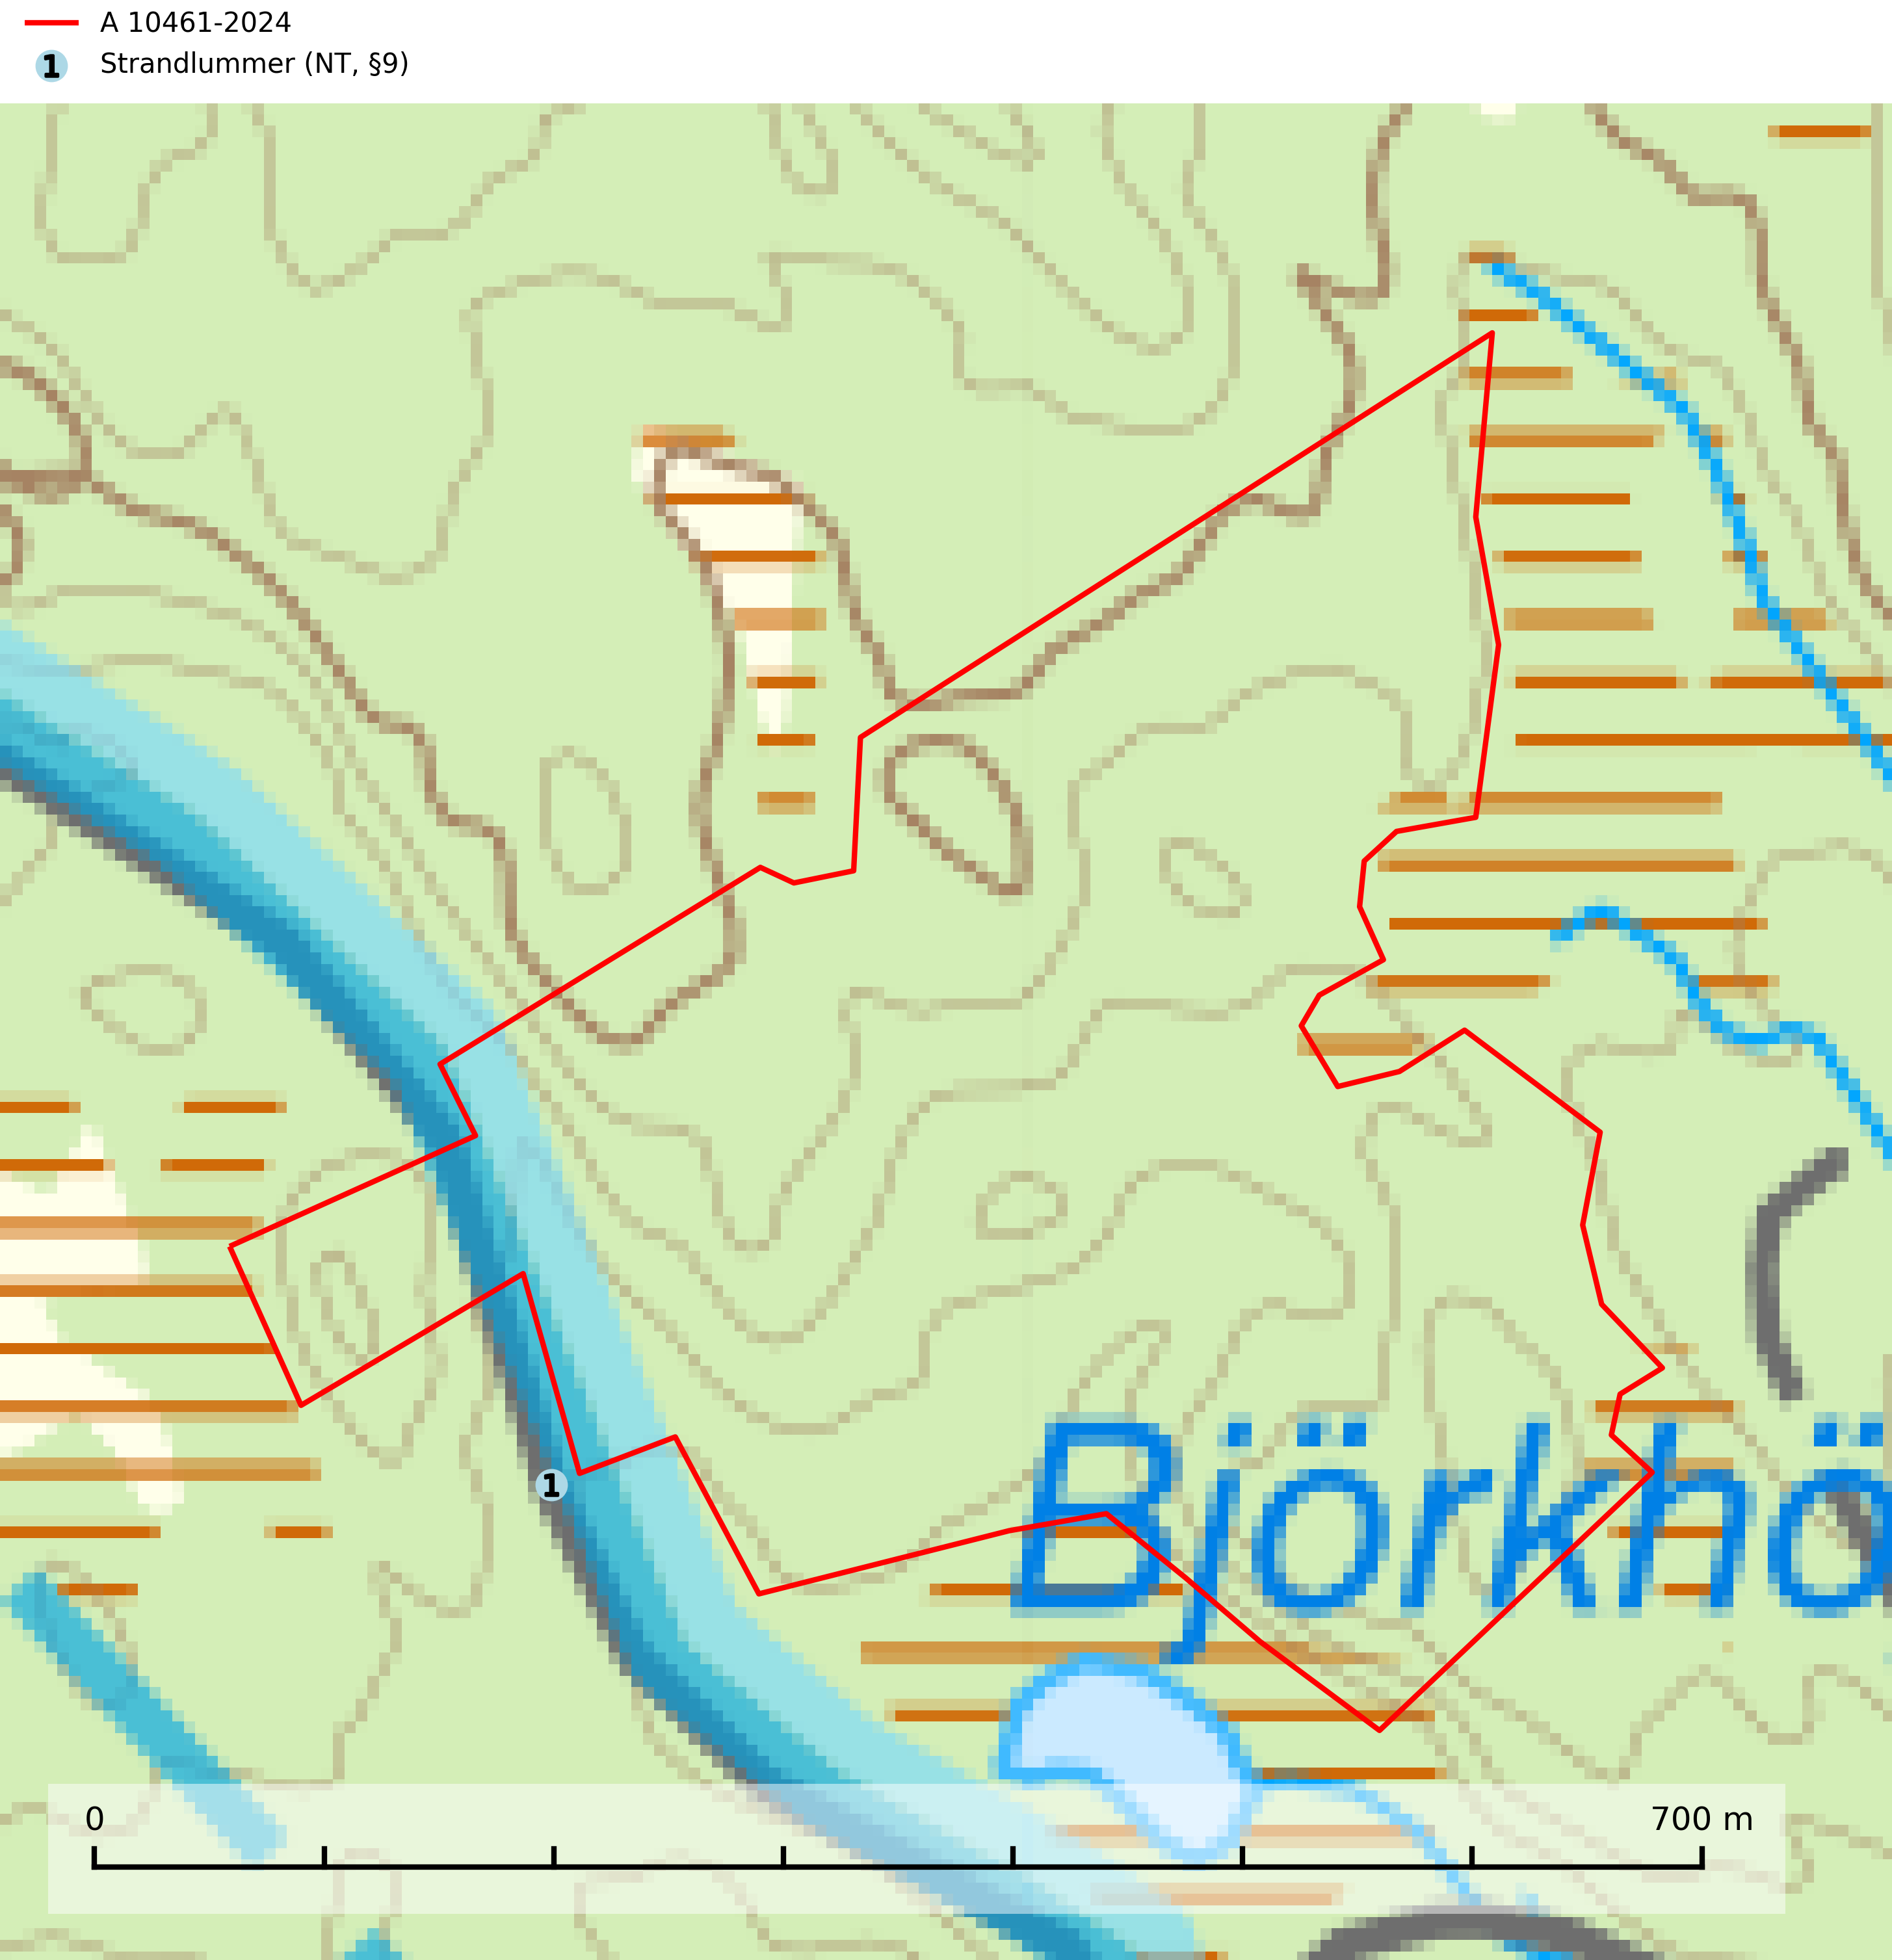 A 10461-2024
1 Strandlummer (NT, §9)
1
Björkhö
0 700 m